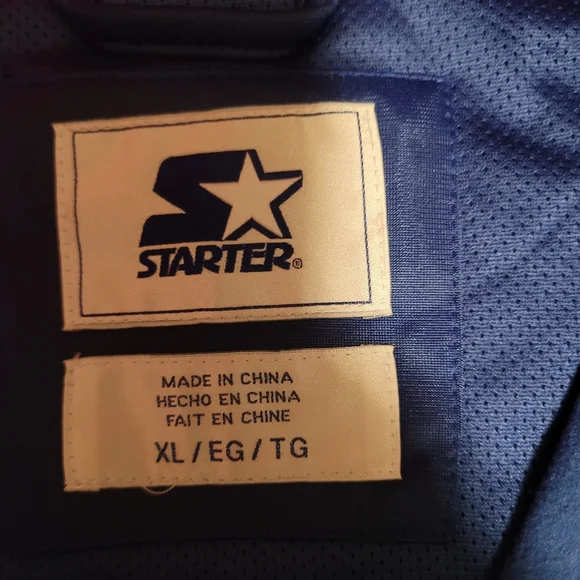 STARTER®
MADE IN CHINA
HECHO EN CHINA
FAIT EN CHINE
XL / EG / TG